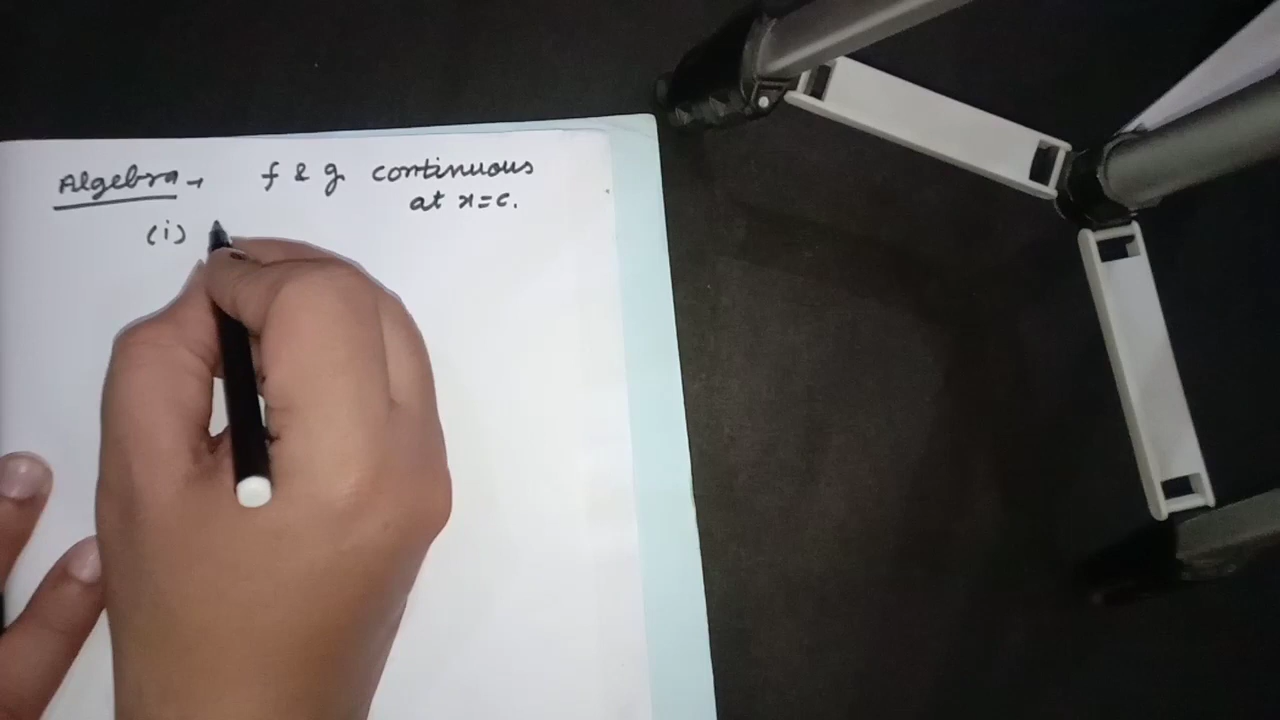 Algebra → f & g continuous
at x=c.
(i)